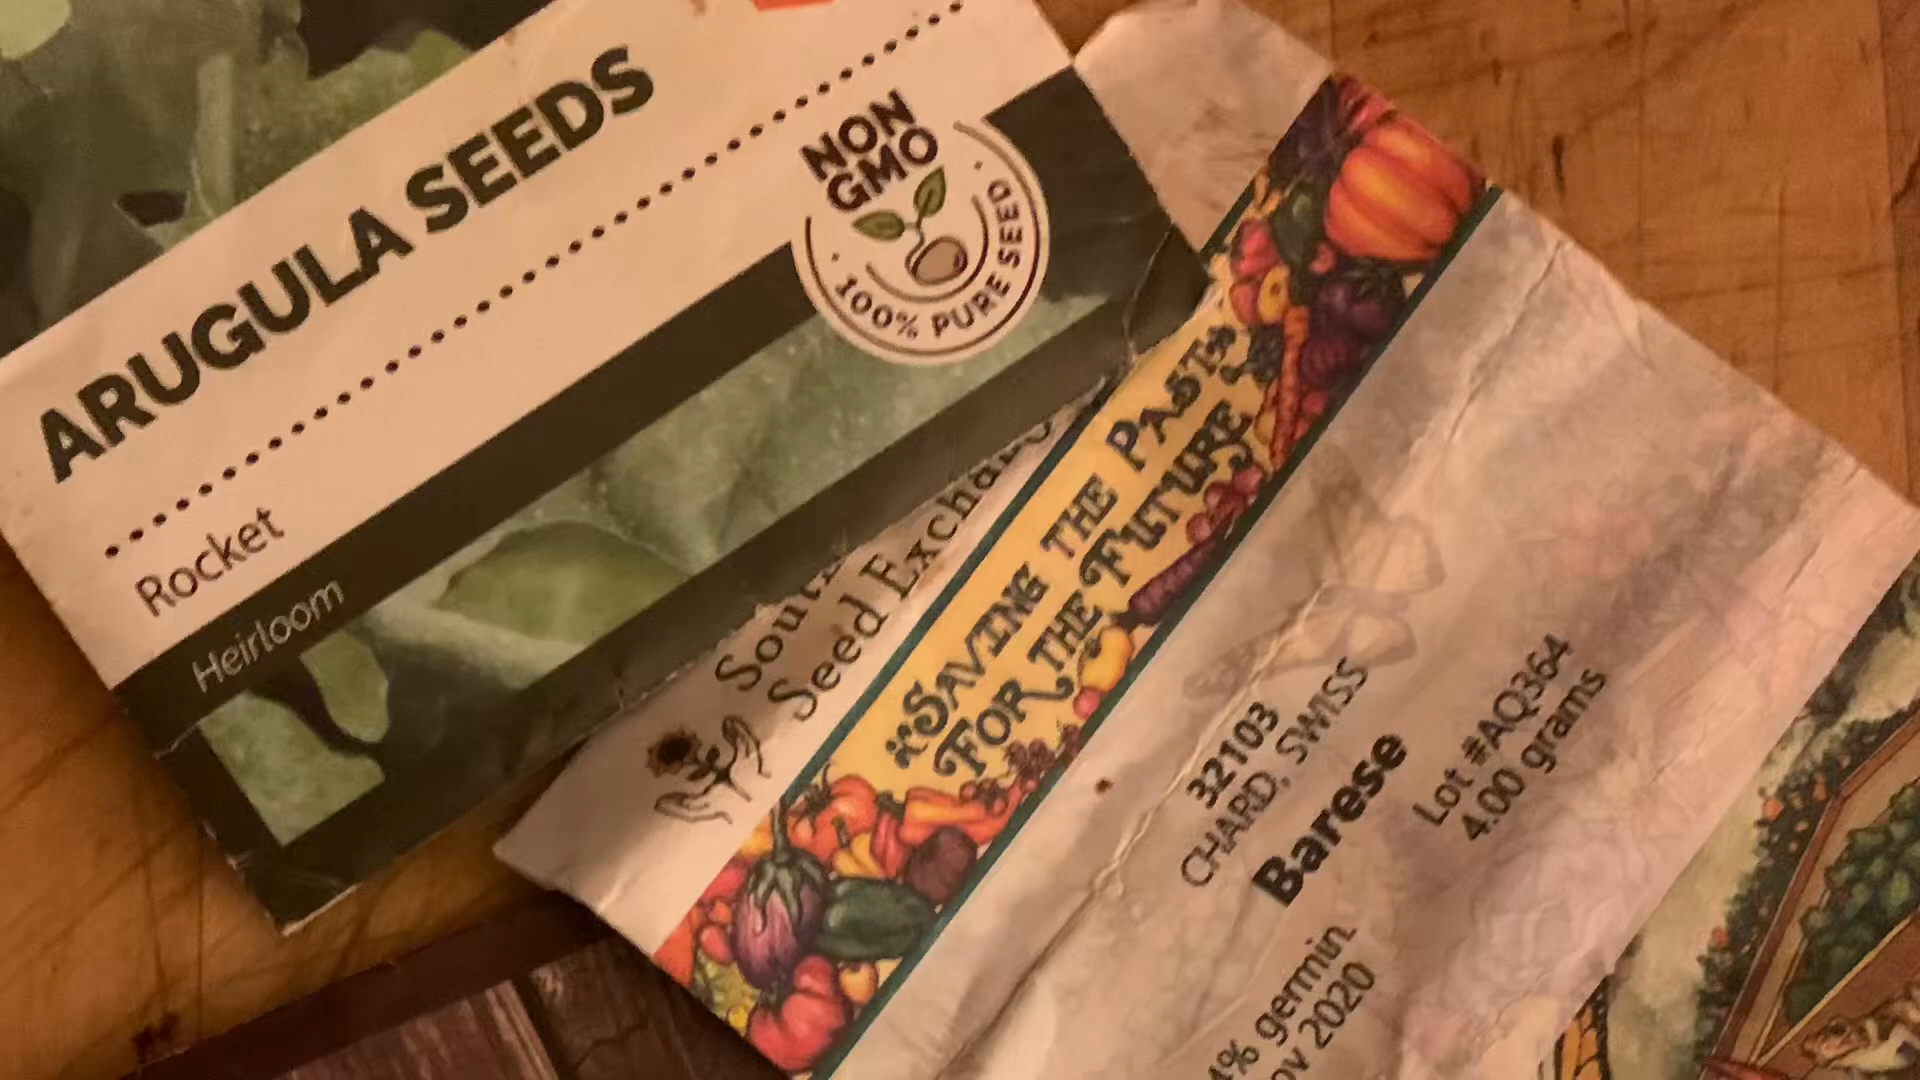 ARUGULA SEEDS
Rocket
Heirloom
NON
GMO
100% PURE SEED
Seed
"SAVING THE PAST
FOR THE FUTURE"
32103
CHARD, SWISS
Barese
Lot #AQ364
4.00 grams
germin.
2020